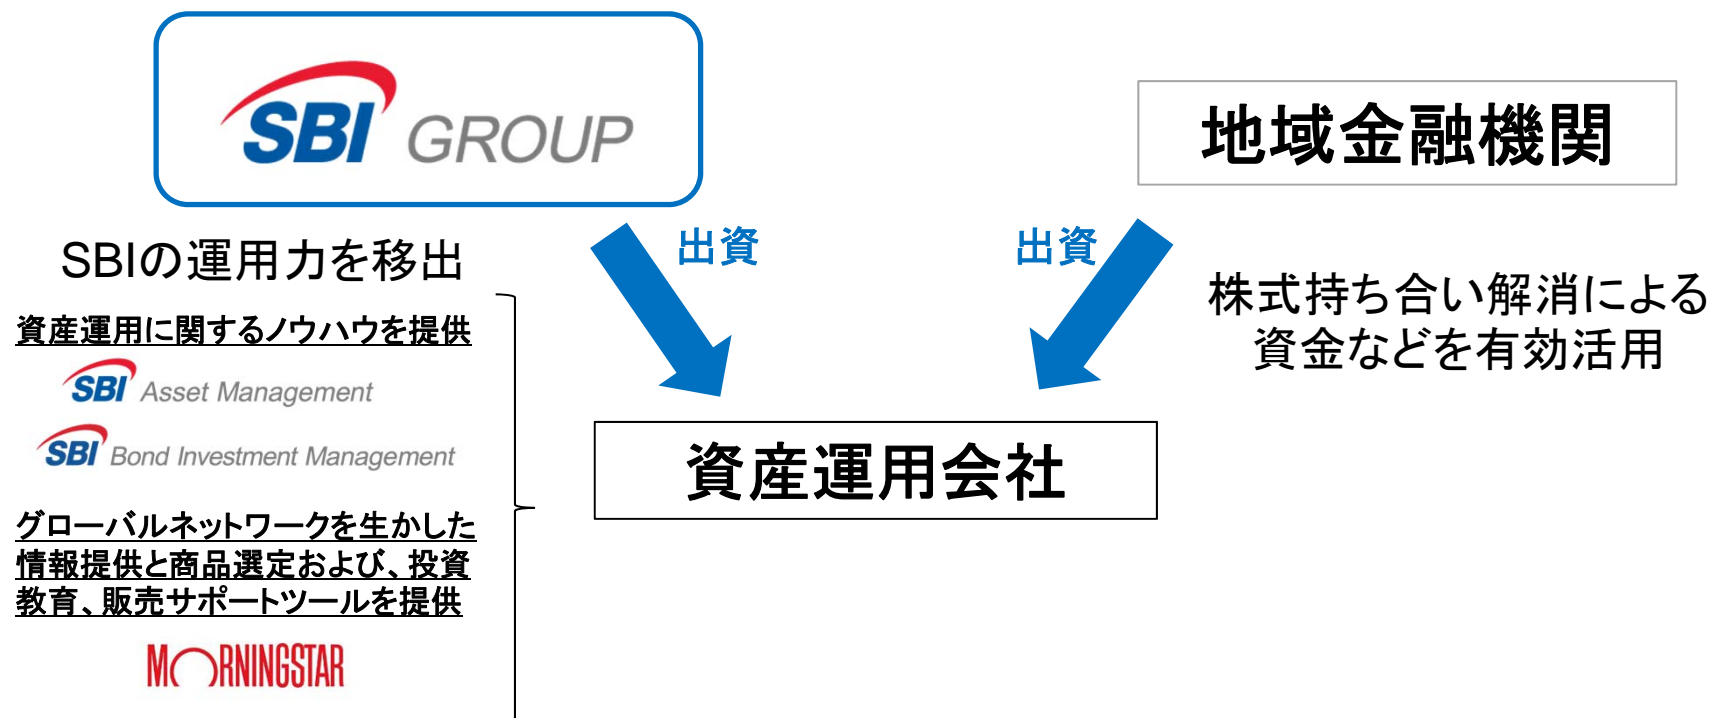 SBI GROUP
地域金融機関
出資
出資
SBIの運用力を移出
資産運用に関するノウハウを提供
SBI Asset Management
SBI Bond Investment Management
グローバルネットワークを生かした
情報提供と商品選定および、投資
教育、販売サポートツールを提供
MORNINGSTAR
株式持ち合い解消による
資金などを有効活用
資産運用会社